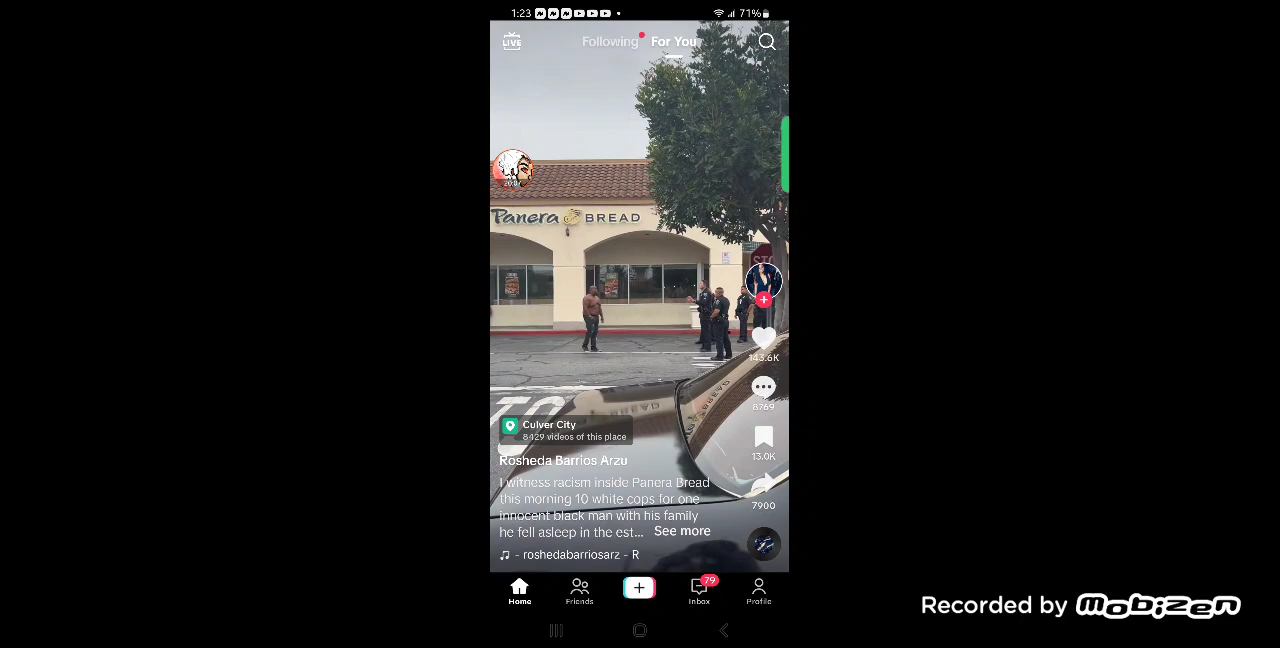 1:23
71%
LIVE
Following
For You
20:07
Panera BREAD
STO
143.6K
8769
Culver City
8429 videos of this place
13.0K
Rosheda Barrios Arzu
I witness racism inside Panera Bread
this morning 10 white cops for one
innocent black man with his family
he fell asleep in the est... See more
7900
- roshedabarriosarz - R
79
Home
Friends
Inbox
Profile
Recorded by mobizen